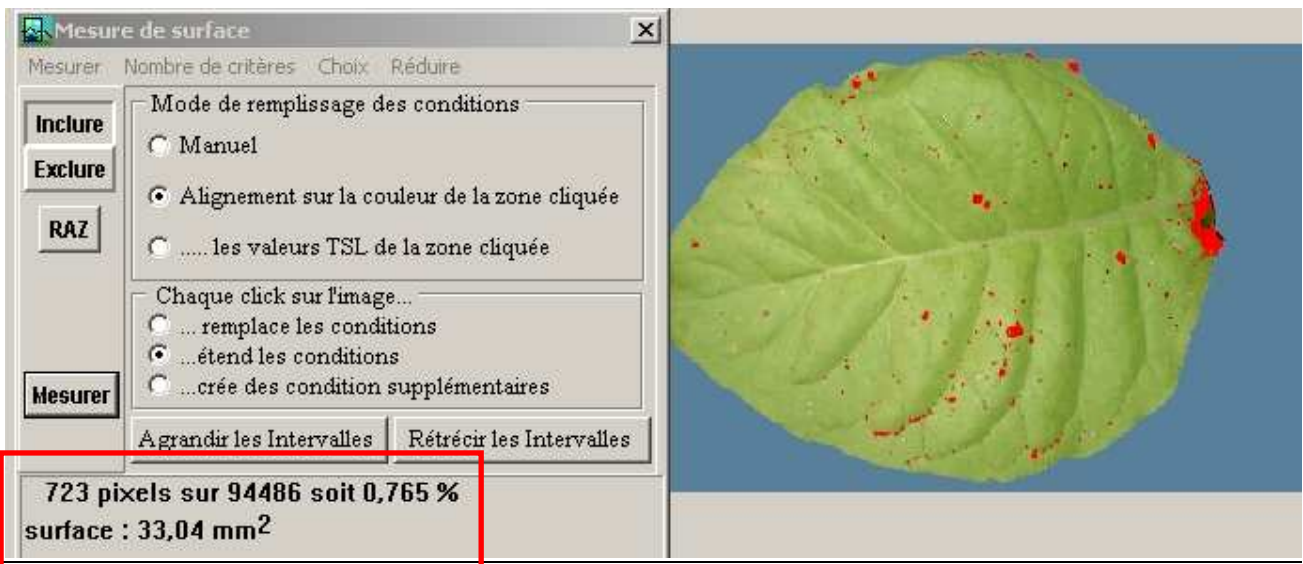 Mesure de surface
Mesurer Nombre de critères Choix Réduire
Inclure
Exclure
RAZ
Mesurer
Mode de remplissage des conditions
Manuel
Alignement sur la couleur de la zone cliquée
..... les valeurs TSL de la zone cliquée
Chaque click sur l'image...
... remplace les conditions
...étend les conditions
...crée des condition supplémentaires
Agrandir les Intervalles Rétrécir les Intervalles
723 pixels sur 94486 soit 0,765 %
surface : 33,04 mm²